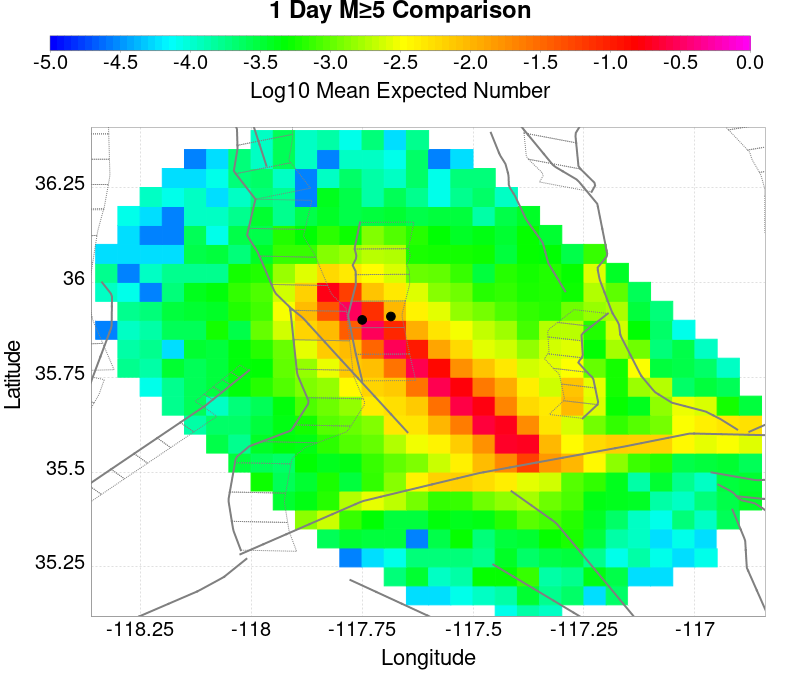 1 Day M≥5 Comparison
-5.0 -4.5 -4.0 -3.5 -3.0 -2.5 -2.0 -1.5 -1.0 -0.5 0.0
Log10 Mean Expected Number
36.25
36
35.75
35.5
35.25
Latitude
-118.25 -118 -117.75 -117.5 -117.25 -117
Longitude